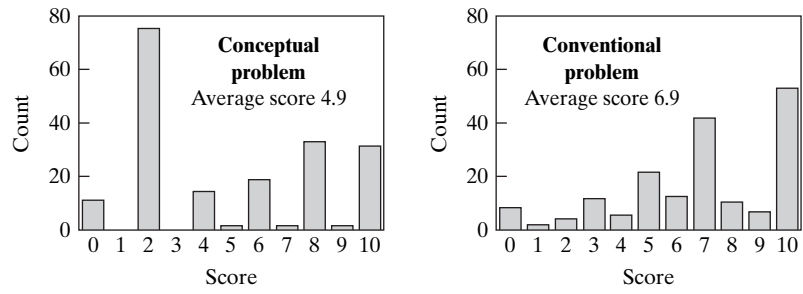 80
60
40
20
0
Count
Conceptual
problem
Average score 4.9
0 1 2 3 4 5 6 7 8 9 10
Score
80
60
40
20
0
Count
Conventional
problem
Average score 6.9
0 1 2 3 4 5 6 7 8 9 10
Score